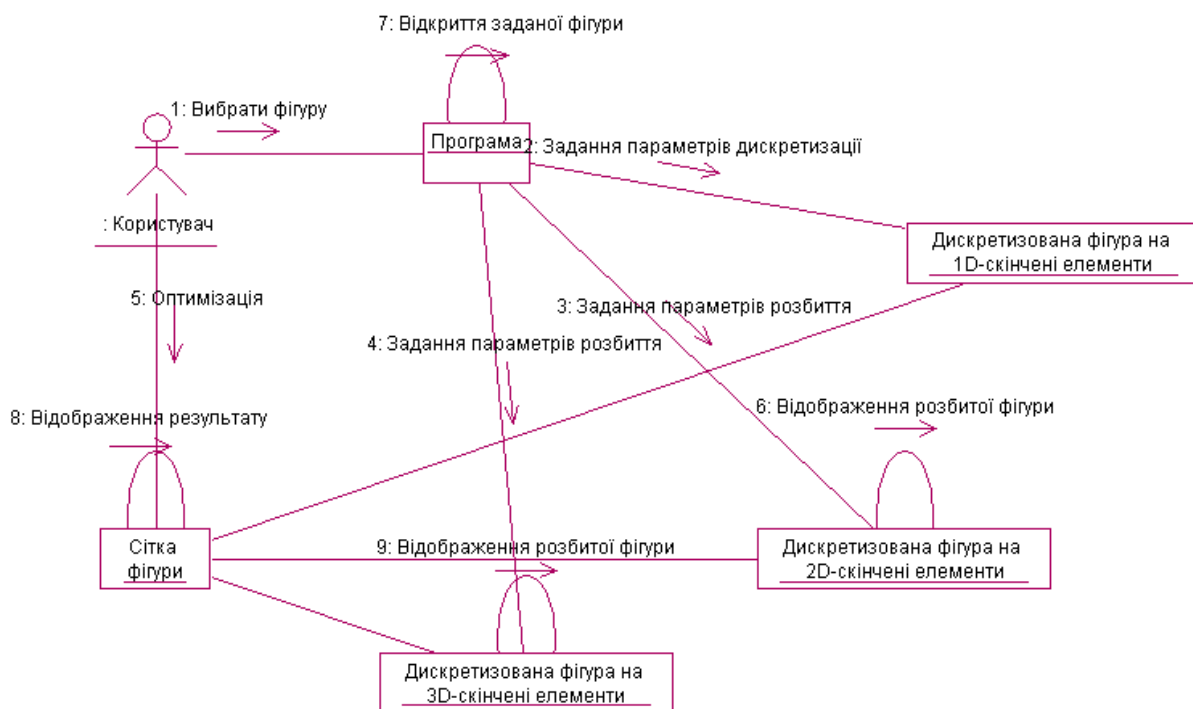 7: Відкриття заданої фігури
1: Вибрати фігуру
Програма
2: Задання параметрів дискретизації
: Користувач
Дискретизована фігура на
1D-скінчені елементи
5: Оптимізація
3: Задання параметрів розбиття
4: Задання параметрів розбиття
8: Відображення результату
6: Відображення розбитої фігури
Сітка
фігури
9: Відображення розбитої фігури
Дискретизована фігура на
2D-скінчені елементи
Дискретизована фігура на
3D-скінчені елементи